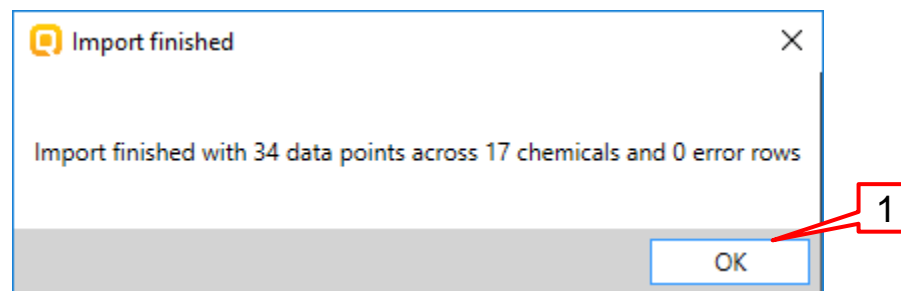 Import finished
Import finished with 34 data points across 17 chemicals and 0 error rows
1
OK